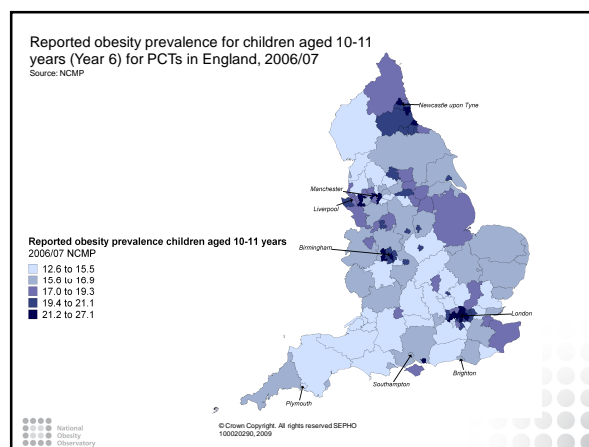 Reported obesity prevalence for children aged 10-11
years (Year 6) for PCTs in England, 2006/07
Source: NCMP
Newcastle upon Tyne
Manchester
Liverpool
Birmingham
London
Brighton
Southampton
Plymouth
Reported obesity prevalence children aged 10-11 years
2006/07 NCMP
12.6 to 15.5
15.6 to 16.9
17.0 to 19.3
19.4 to 21.1
21.2 to 27.1
National
Obesity
Observatory
© Crown Copyright. All rights reserved SEPHO
100020290, 2009